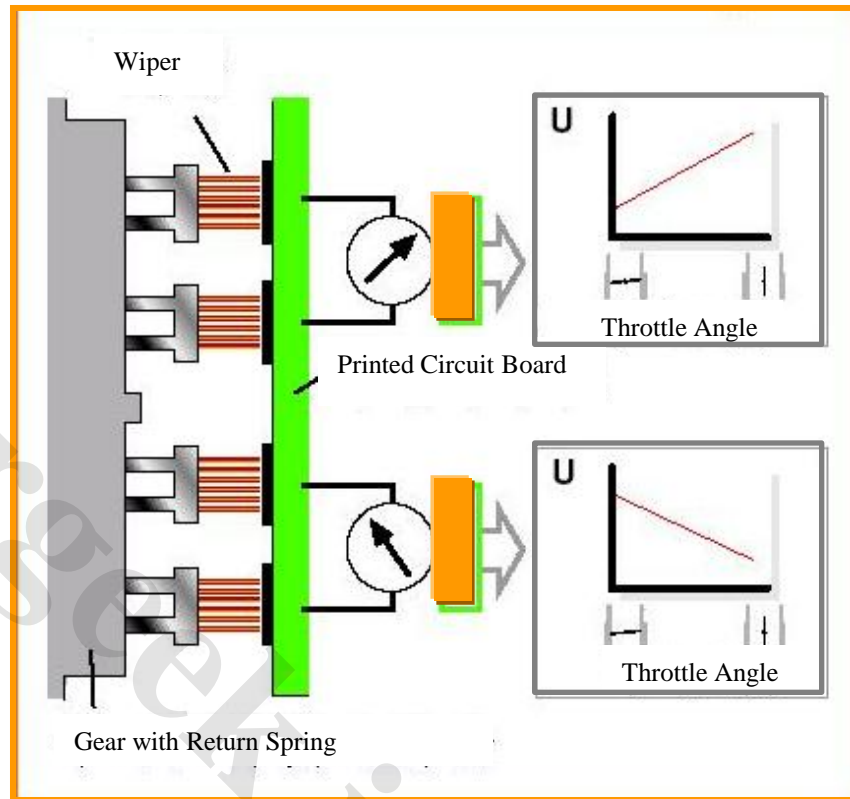 Wiper
U
Throttle Angle
Printed Circuit Board
U
Throttle Angle
Gear with Return Spring